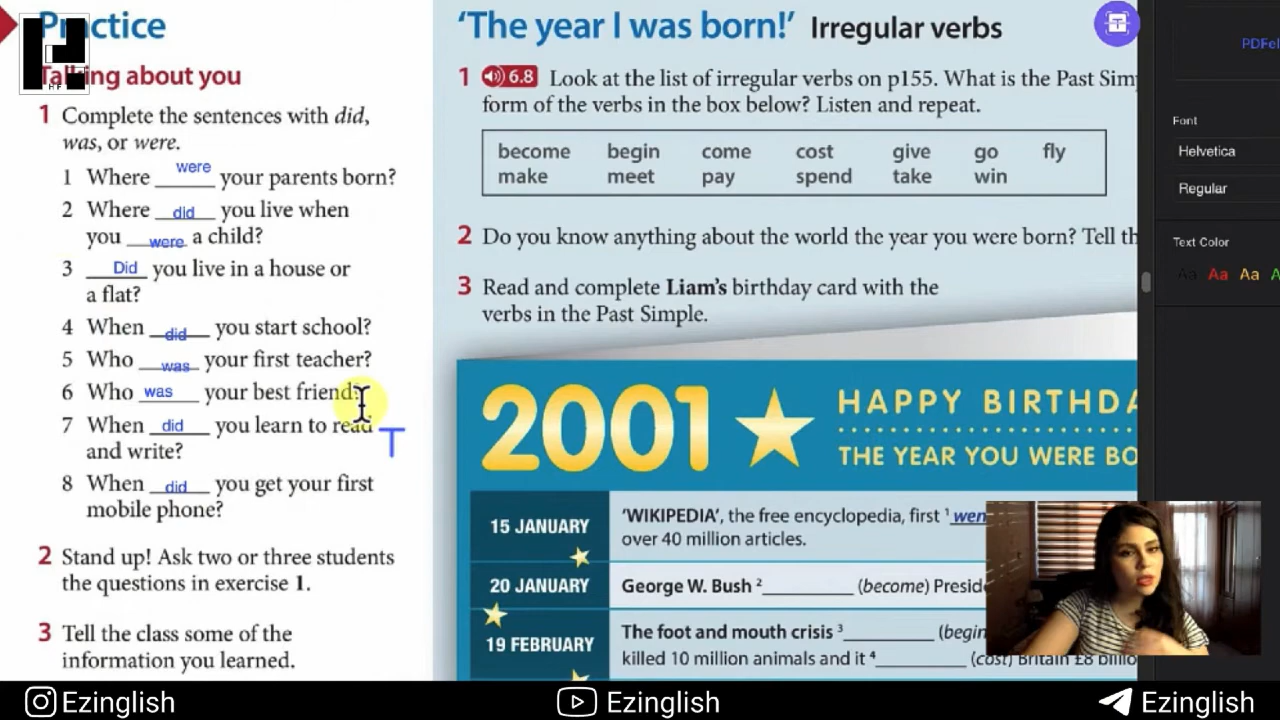 Practice
Talking about you
1 Complete the sentences with did,
was, or were.
1 Where were your parents born?
2 Where did you live when
you were a child?
3 Did you live in a house or
a flat?
4 When did you start school?
5 Who was your first teacher?
6 Who was your best friend?
7 When did you learn to read
and write?
8 When did you get your first
mobile phone?
2 Stand up! Ask two or three students
the questions in exercise 1.
3 Tell the class some of the
information you learned.
'The year I was born!' Irregular verbs
1 6.8 Look at the list of irregular verbs on p155. What is the Past Sim
form of the verbs in the box below? Listen and repeat.
become begin come cost give go fly
make meet pay spend take win
2 Do you know anything about the world the year you were born? Tell th
3 Read and complete Liam's birthday card with the
verbs in the Past Simple.
2001 HAPPY BIRTHDA
THE YEAR YOU WERE BO
15 JANUARY
'WIKIPEDIA', the free encyclopedia, first ¹wen
over 40 million articles.
20 JANUARY
George W. Bush ²__________ (become) Preside
19 FEBRUARY
The foot and mouth crisis ³__________ (begin
killed 10 million animals and it ⁴__________ (cost) Britain £8 billio
T
PDFel
Font
Helvetica
Regular
Text Color
Aa Aa Aa A
Ezinglish
Ezinglish
Ezinglish